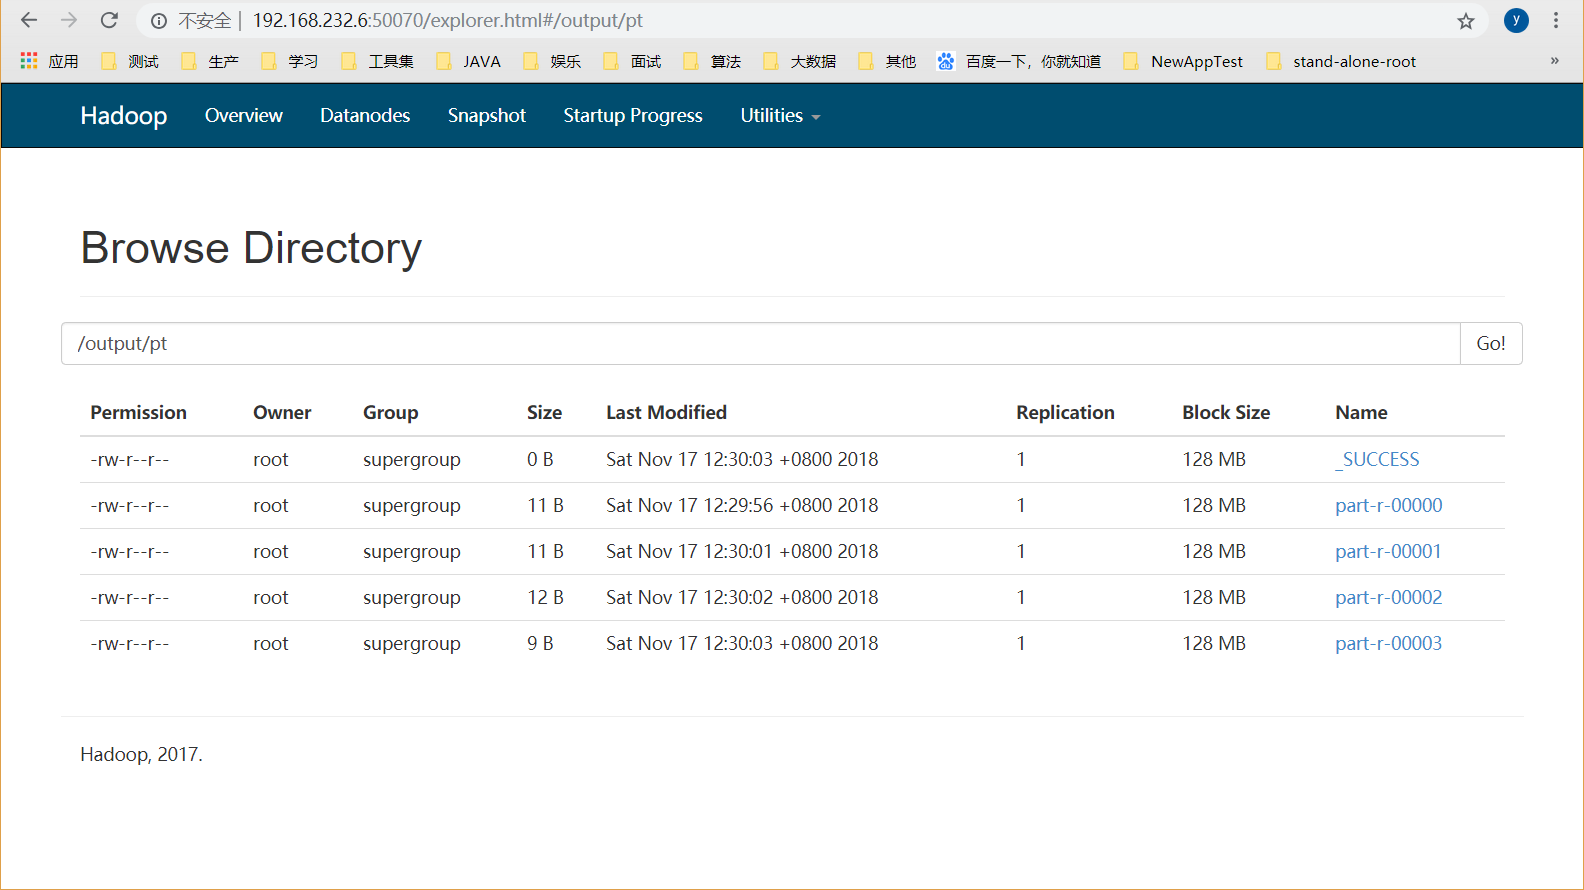 不安全 | 192.168.232.6:50070/explorer.html#/output/pt y
应用 测试 生产 学习 工具集 JAVA 娱乐 面试 算法 大数据 其他 百度一下，你就知道 NewAppTest stand-alone-root »
Hadoop Overview Datanodes Snapshot Startup Progress Utilities
Browse Directory
/output/pt Go!
Permission Owner Group Size Last Modified Replication Block Size Name
-rw-r--r-- root supergroup 0 B Sat Nov 17 12:30:03 +0800 2018 1 128 MB _SUCCESS
-rw-r--r-- root supergroup 11 B Sat Nov 17 12:29:56 +0800 2018 1 128 MB part-r-00000
-rw-r--r-- root supergroup 11 B Sat Nov 17 12:30:01 +0800 2018 1 128 MB part-r-00001
-rw-r--r-- root supergroup 12 B Sat Nov 17 12:30:02 +0800 2018 1 128 MB part-r-00002
-rw-r--r-- root supergroup 9 B Sat Nov 17 12:30:03 +0800 2018 1 128 MB part-r-00003
Hadoop, 2017.